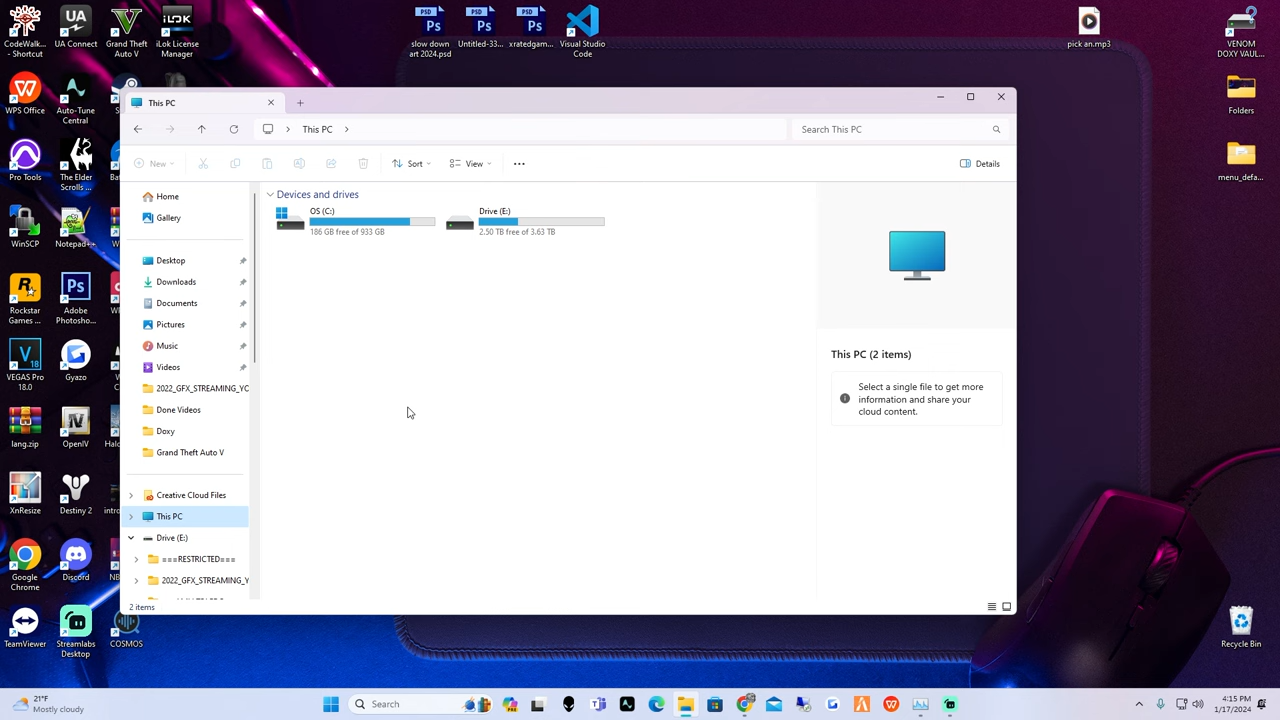 CodeWalk... - Shortcut
UA Connect
Grand Theft Auto V
iLok License Manager
iLOK
slow down art 2024.psd
Untitled-33...
xratedgam...
Visual Studio Code
pick an.mp3
VENOM DOXY VAUL...
WPS Office
Auto-Tune Central
Folders
Pro Tools
The Elder Scrolls ...
menu_defa...
WinSCP
Notepad++
Rockstar Games ...
Adobe Photosho...
VEGAS Pro 18.0
Gyazo
lang.zip
OpenIV
XnResize
Destiny 2
Google Chrome
Discord
TeamViewer
Streamlabs Desktop
COSMOS
Recycle Bin
This PC
This PC
Search This PC
New
Sort
View
Details
Home
Gallery
Desktop
Downloads
Documents
Pictures
Music
Videos
2022_GFX_STREAMING_YO
Done Videos
Doxy
Grand Theft Auto V
Creative Cloud Files
This PC
Drive (E:)
===RESTRICTED===
2022_GFX_STREAMING_Y
Devices and drives
OS (C:)
186 GB free of 933 GB
Drive (E:)
2.50 TB free of 3.63 TB
This PC (2 items)
Select a single file to get more
information and share your
cloud content.
2 items
21°F
Mostly cloudy
Search
4:15 PM
1/17/2024